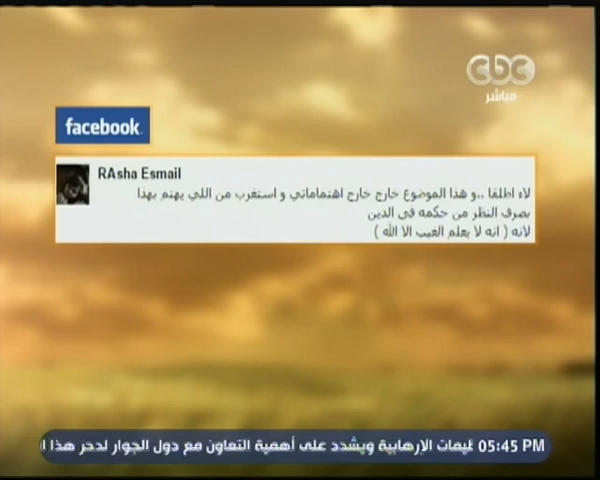 cbc
مباشر
facebook
RAsha Esmail
لاء اطلقا ..و هذا الموضوع خارج خارج اهتماماتي و استغرب من اللي يهتم بهذا
بصرف النظر من حكمه فى الدين
لانه ( انه لا يعلم الغيب الا الله )
05:45 PM ليمات الإرهابية ويشدد على أهمية التعاون مع دول الجوار لدحر هذا ا